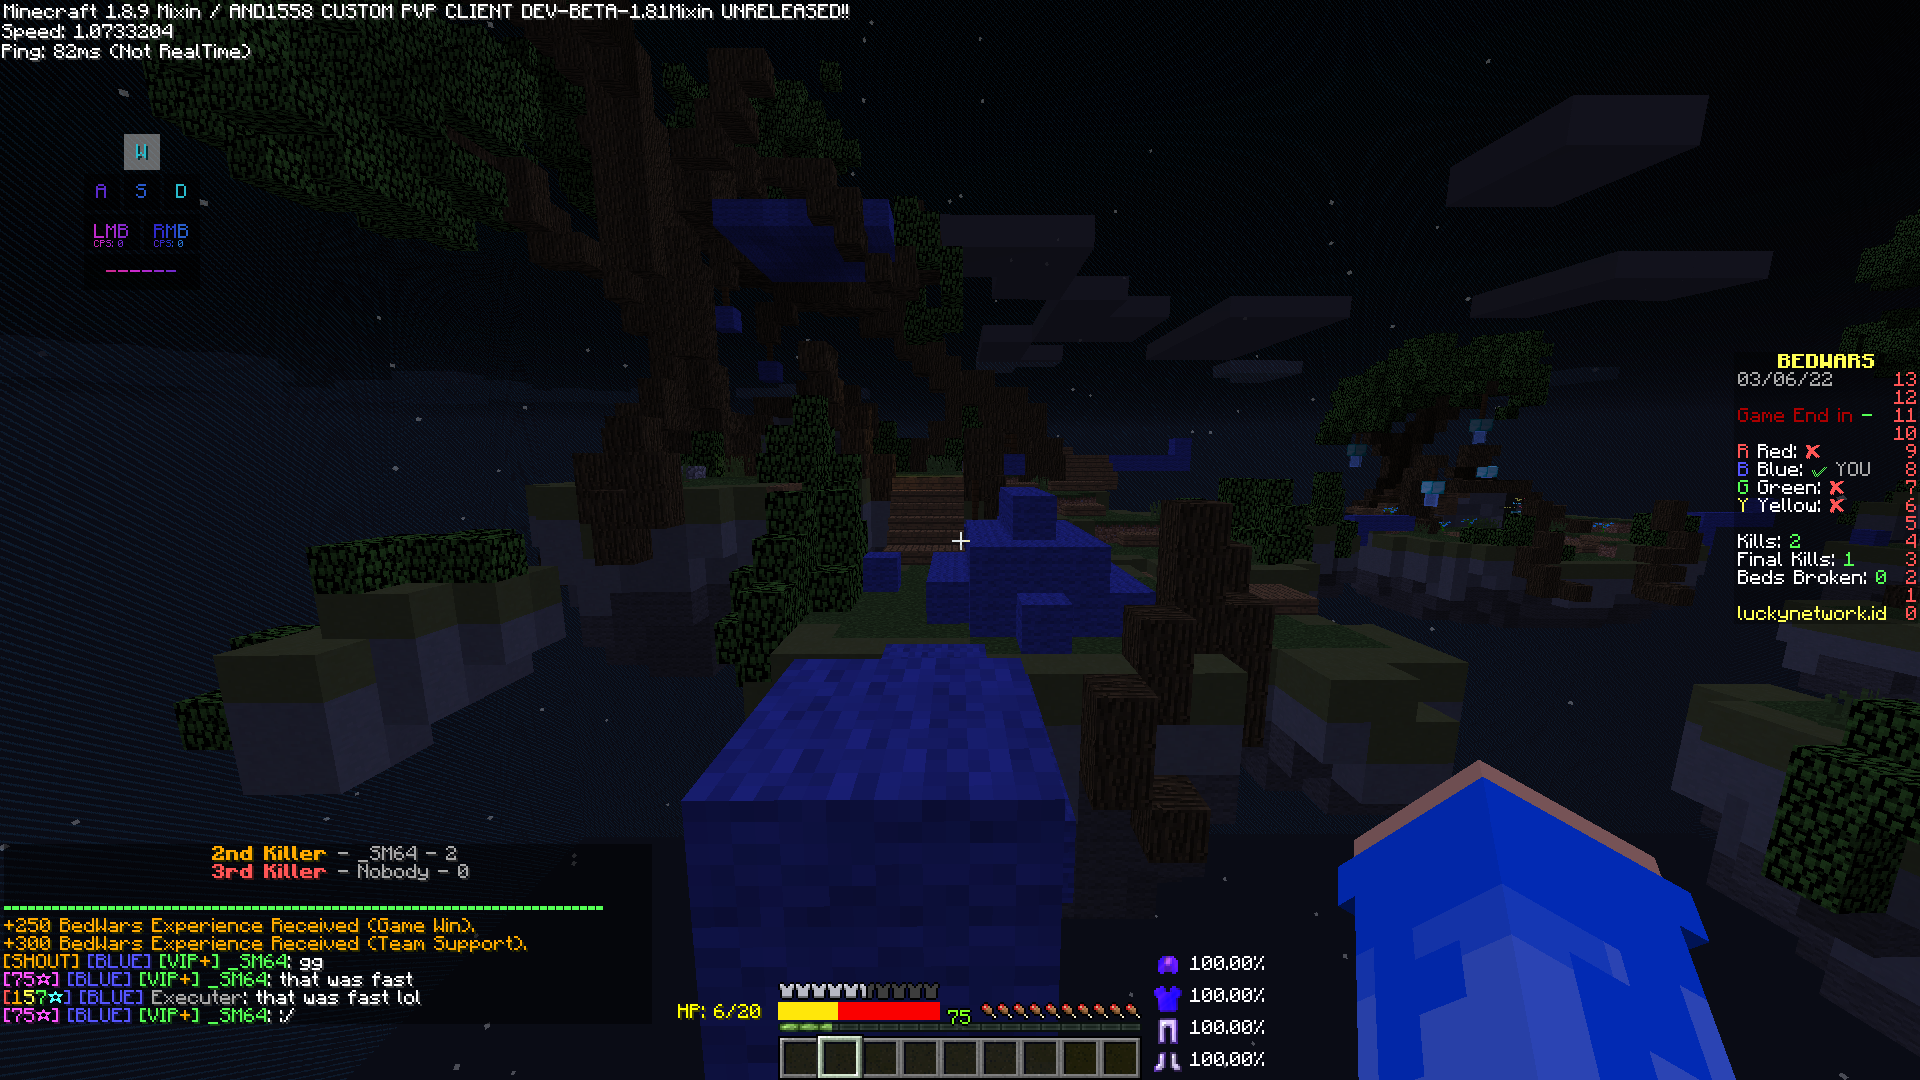 Minecraft 1.8.9 Mixin / AND1558 CUSTOM PVP CLIENT DEV-BETA-1.81Mixin UNRELEASED!!
Speed: 1.0733204
Ping: 82ms (Not RealTime)
W
A S D
LMB RMB
CPS: 0 CPS: 0
BEDWARS
03/06/22 13
12
Game End in - 11
10
R Red: ✘ 9
B Blue: ✓ YOU 8
G Green: ✘ 7
Y Yellow: ✘ 6
5
Kills: 2 4
Final Kills: 1 3
Beds Broken: 0 2
1
luckynetwork.id 0
2nd Killer - _SM64 - 2
3rd Killer - Nobody - 0
+250 BedWars Experience Received (Game Win).
+300 BedWars Experience Received (Team Support).
[SHOUT] [BLUE] [VIP+] _SM64: gg
[75☆] [BLUE] [VIP+] _SM64: that was fast
[157☆] [BLUE] Executer: that was fast lol
[75☆] [BLUE] [VIP+] _SM64: :/
HP: 6/20
75
100.00%
100.00%
100.00%
100.00%